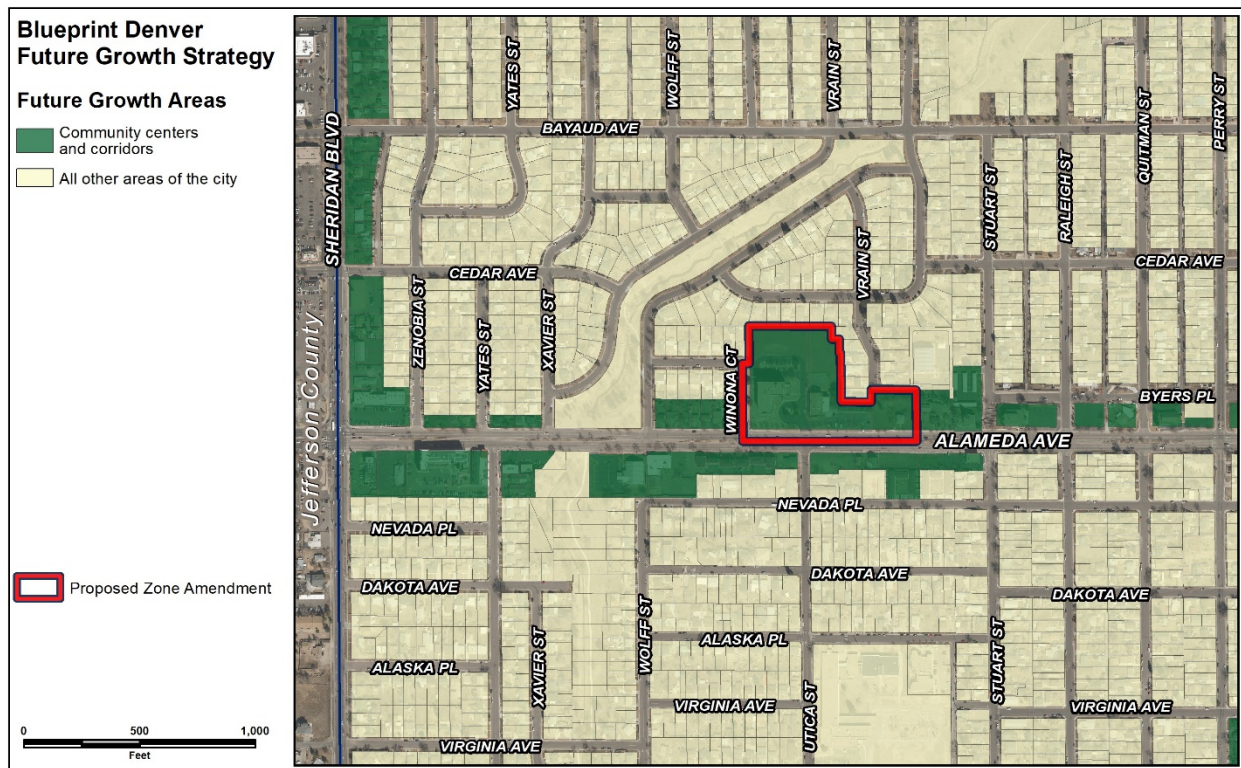 Blueprint Denver
Future Growth Strategy
Future Growth Areas
Community centers
and corridors
All other areas of the city
Proposed Zone Amendment
0 500 1,000
Feet
SHERIDAN BLVD
Jefferson County
YATES ST
WOLFF ST
VRAIN ST
PERRY ST
QUITMAN ST
BAYAUD AVE
STUART ST
RALEIGH ST
CEDAR AVE
VRAIN ST
CEDAR AVE
ZENOBIA ST
YATES ST
XAVIER ST
WINONA CT
BYERS PL
ALAMEDA AVE
NEVADA PL
NEVADA PL
DAKOTA AVE
DAKOTA AVE
DAKOTA AVE
XAVIER ST
WOLFF ST
ALASKA PL
STUART ST
ALASKA PL
VIRGINIA AVE
VIRGINIA AVE
UTICA ST
VIRGINIA AVE